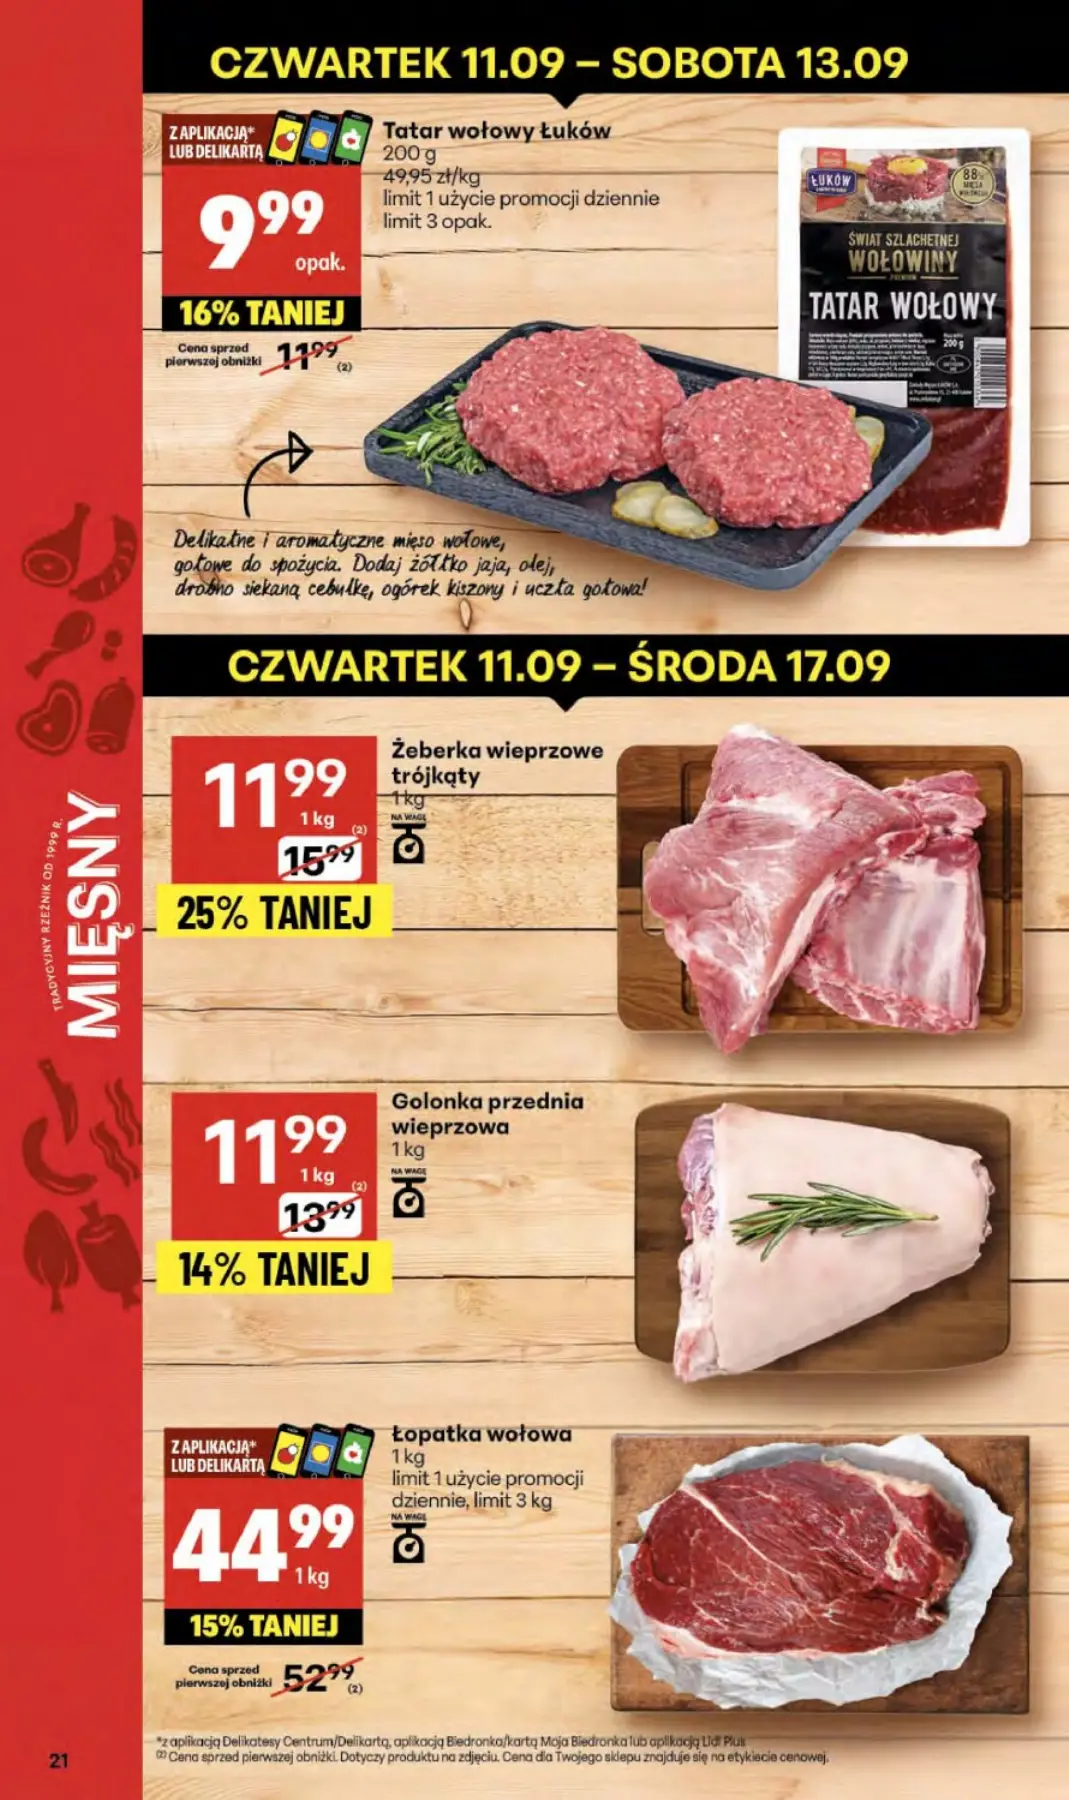 CZWARTEK 11.09 – SOBOTA 13.09
Z APLIKACJĄ*
LUB DELIKARTĄ
9 99
opak.
16% TANIEJ
Cena sprzed
pierwszej obniżki 11 99 (2)
Tatar wołowy Łuków
200 g
49,95 zł/kg
limit 1 użycie promocji dziennie
limit 3 opak.
ŁUKÓW
88%
MIĘSA
ŚWIAT SZLACHETNEJ
WOŁOWINY
PREMIUM
TATAR WOŁOWY
200 g
Delikatne i aromatyczne mięso wołowe,
gotowe do spożycia. Dodaj żółtko jaja, olej,
drobno siekaną cebulkę, ogórek kiszony i uczta gotowa!
CZWARTEK 11.09 – ŚRODA 17.09
11 99
1 kg
(2)
15 99
25% TANIEJ
Żeberka wieprzowe
trójkąty
1 kg
NA WAGĘ
TRADYCYJNY RZEŹNIK OD 1999 R.
MIĘSNY
11 99
1 kg
(2)
13 99
14% TANIEJ
Golonka przednia
wieprzowa
1 kg
NA WAGĘ
Z APLIKACJĄ*
LUB DELIKARTĄ
44 99
1 kg
15% TANIEJ
Cena sprzed
pierwszej obniżki 52 99 (2)
Łopatka wołowa
1 kg
limit 1 użycie promocji
dziennie, limit 3 kg
NA WAGĘ
*z aplikacją Delikatesy Centrum/Delikartą, aplikacją Biedronka/kartą Moja Biedronka lub aplikacją Lidl Plus
(2) Cena sprzed pierwszej obniżki. Dotyczy produktu na zdjęciu. Cena dla Twojego sklepu znajduje się na etykiecie cenowej.
21